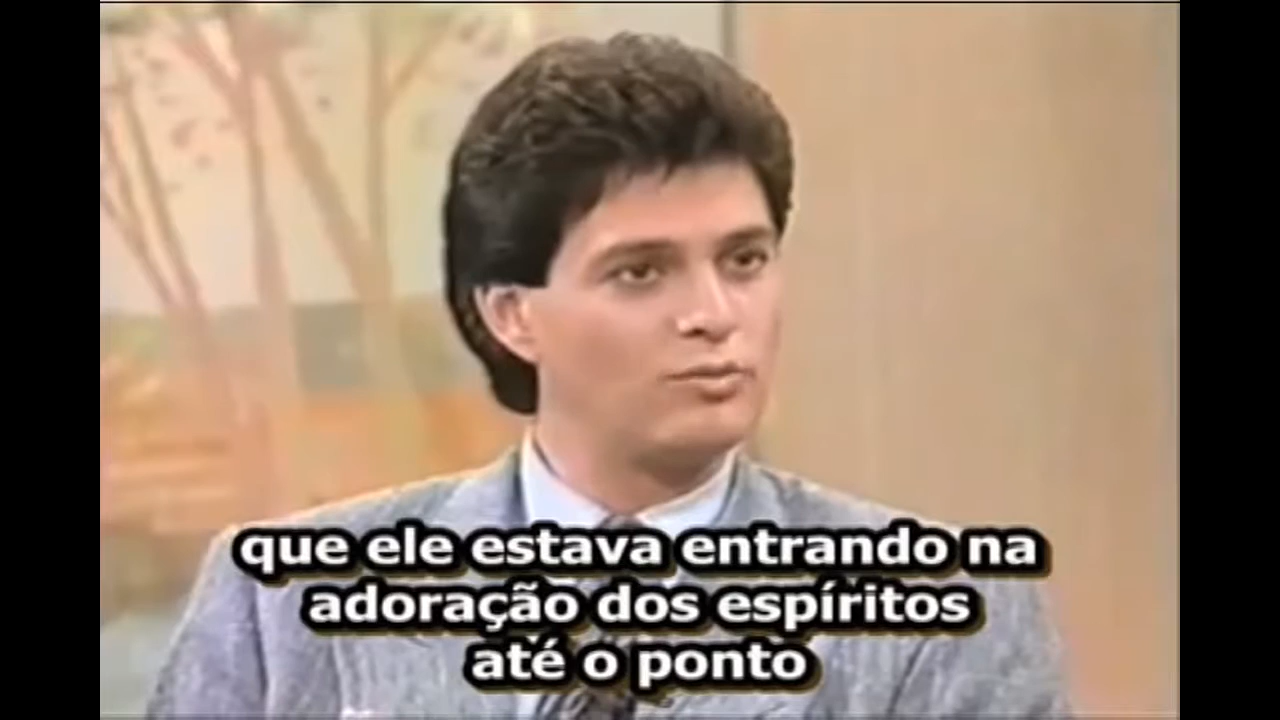 que ele estava entrando na
adoração dos espíritos
até o ponto